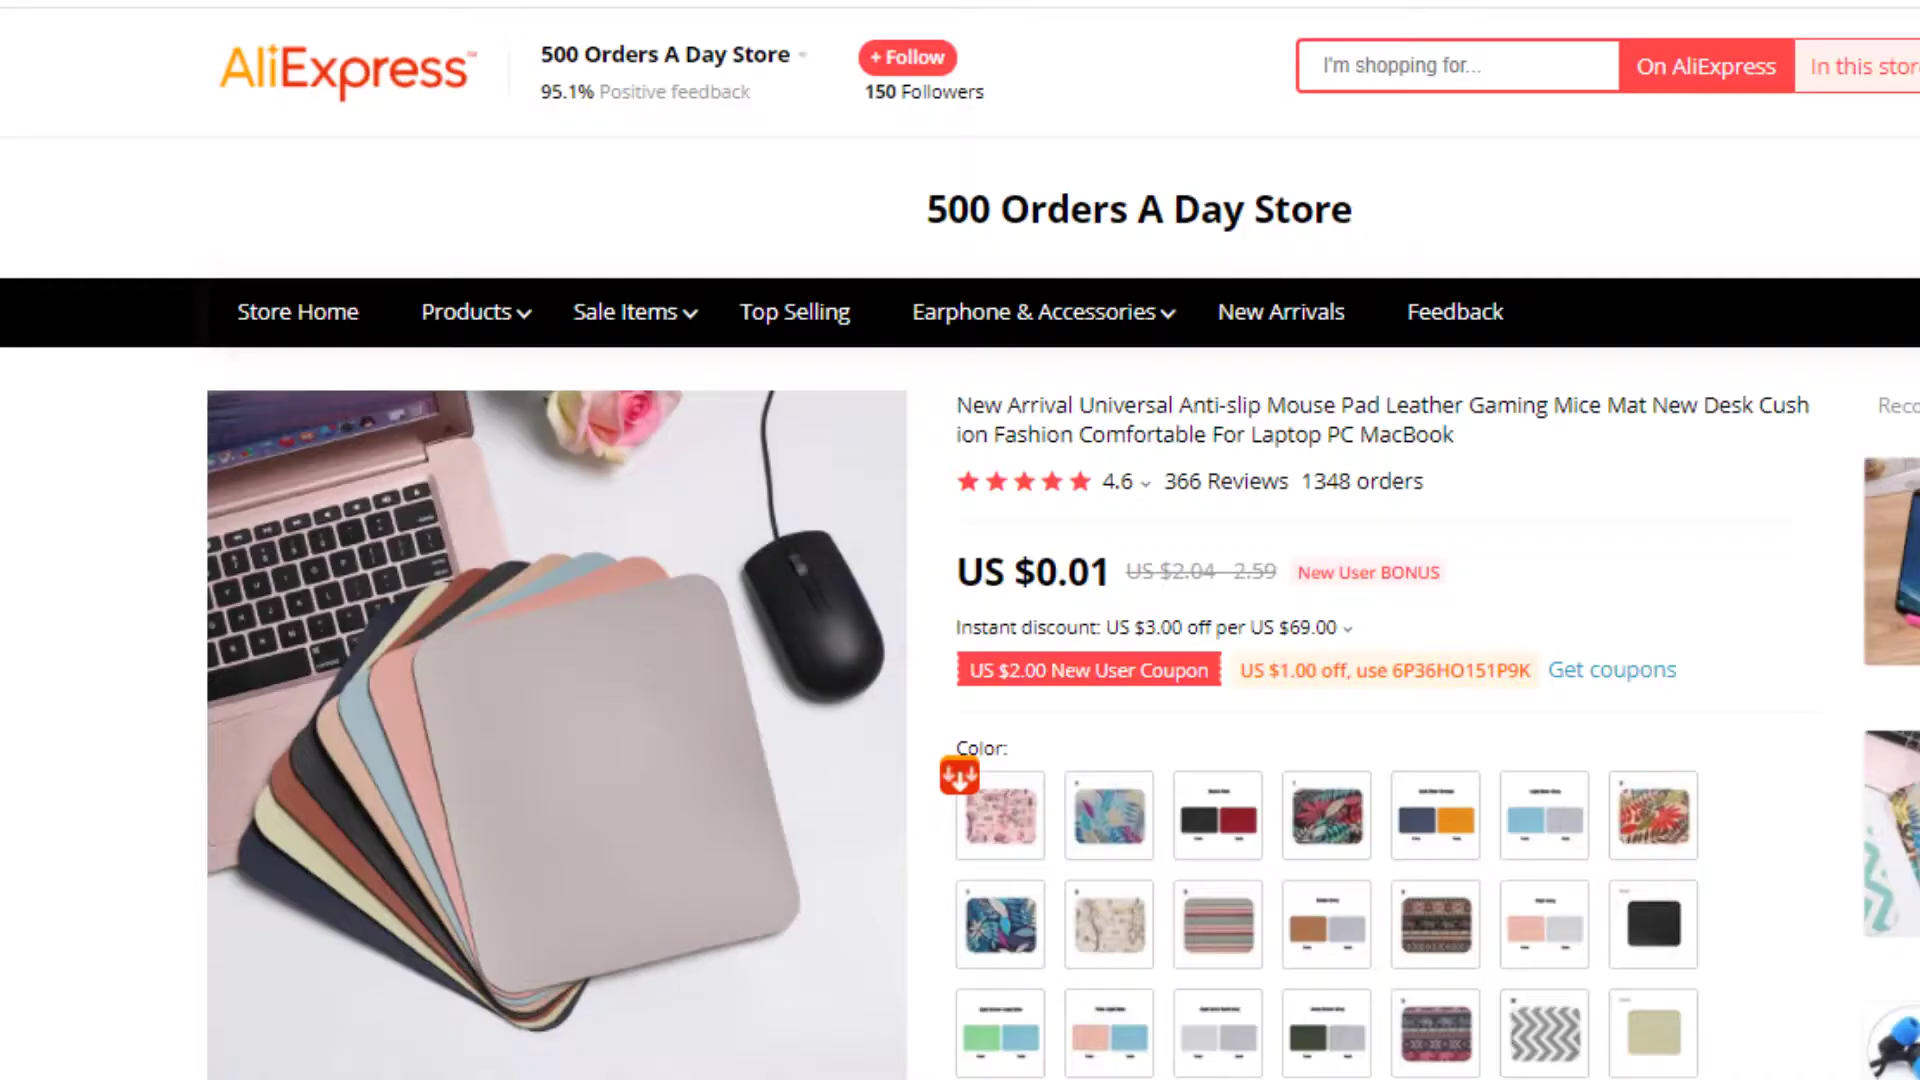 AliExpress™
500 Orders A Day Store
95.1% Positive feedback
+ Follow
150 Followers
I'm shopping for...
On AliExpress
In this store
500 Orders A Day Store
Store Home
Products
Sale Items
Top Selling
Earphone & Accessories
New Arrivals
Feedback
New Arrival Universal Anti-slip Mouse Pad Leather Gaming Mice Mat New Desk Cush
ion Fashion Comfortable For Laptop PC MacBook
Reco
4.6 366 Reviews 1348 orders
US $0.01 US $2.04 - 2.59 New User BONUS
Instant discount: US $3.00 off per US $69.00
US $2.00 New User Coupon
US $1.00 off, use 6P36HO151P9K
Get coupons
Color: